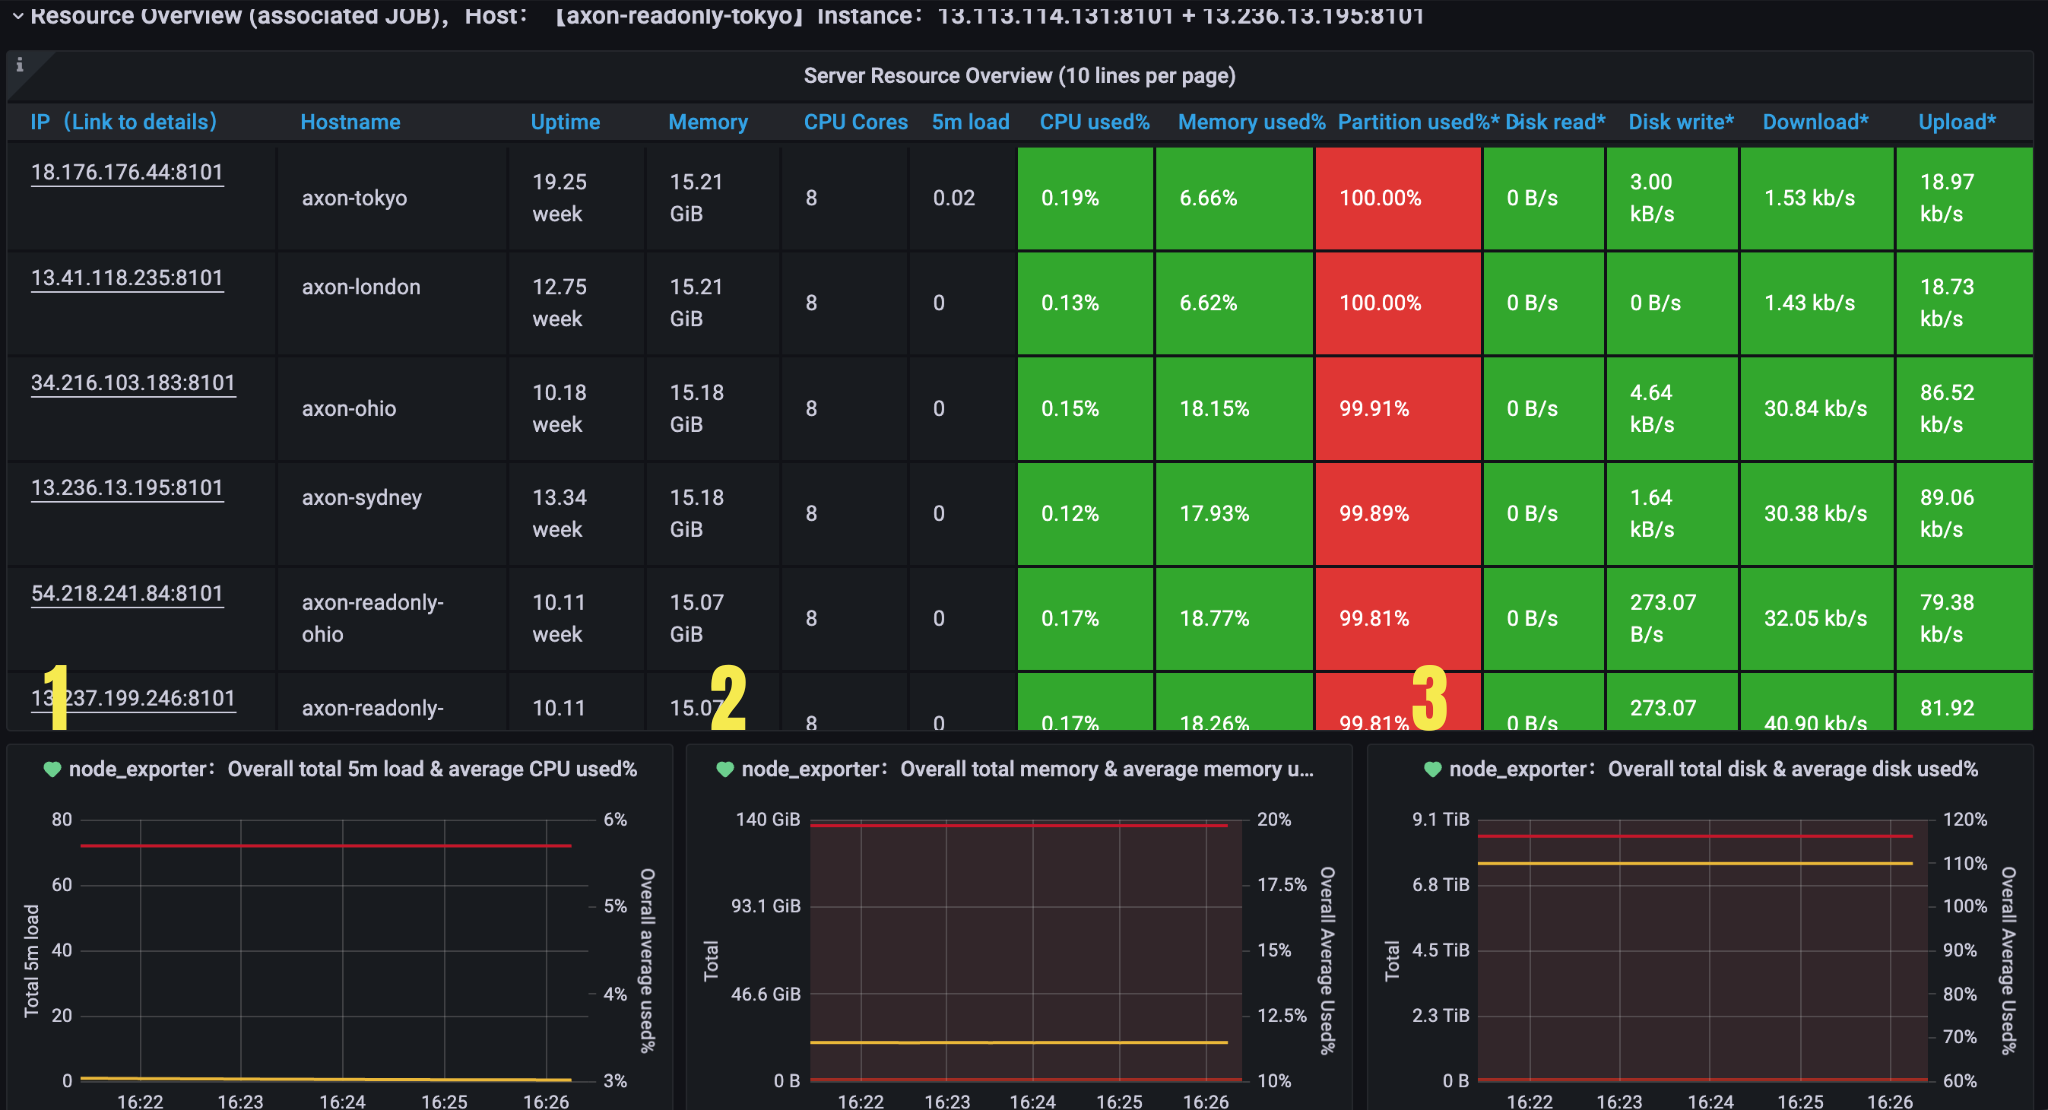 Resource Overview (associated JOB)， Host： 【axon-readonly-tokyo】 Instance： 13.113.114.131:8101 + 13.236.13.195:8101
i
Server Resource Overview (10 lines per page)
IP （Link to details） Hostname Uptime Memory CPU Cores 5m load CPU used% Memory used% Partition used%* Disk read* Disk write* Download* Upload*
18.176.176.44:8101 axon-tokyo 19.25 week 15.21 GiB 8 0.02 0.19% 6.66% 100.00% 0 B/s 3.00 kB/s 1.53 kb/s 18.97 kb/s
13.41.118.235:8101 axon-london 12.75 week 15.21 GiB 8 0 0.13% 6.62% 100.00% 0 B/s 0 B/s 1.43 kb/s 18.73 kb/s
34.216.103.183:8101 axon-ohio 10.18 week 15.18 GiB 8 0 0.15% 18.15% 99.91% 0 B/s 4.64 kB/s 30.84 kb/s 86.52 kb/s
13.236.13.195:8101 axon-sydney 13.34 week 15.18 GiB 8 0 0.12% 17.93% 99.89% 0 B/s 1.64 kB/s 30.38 kb/s 89.06 kb/s
54.218.241.84:8101 axon-readonly-ohio 10.11 week 15.07 GiB 8 0 0.17% 18.77% 99.81% 0 B/s 273.07 B/s 32.05 kb/s 79.38 kb/s
13.237.199.246:8101 axon-readonly- 10.11 15.07 8 0 0.17% 18.26% 99.81% 0 B/s 273.07 40.90 kb/s 81.92
1 2 3
node_exporter： Overall total 5m load & average CPU used%
80
60
40
20
0
Total 5m load
6%
5%
4%
3%
Overall average used%
16:22 16:23 16:24 16:25 16:26
node_exporter： Overall total memory & average memory u...
140 GiB
93.1 GiB
46.6 GiB
0 B
Total
20%
17.5%
15%
12.5%
10%
Overall Average Used%
16:22 16:23 16:24 16:25 16:26
node_exporter： Overall total disk & average disk used%
9.1 TiB
6.8 TiB
4.5 TiB
2.3 TiB
0 B
Total
120%
110%
100%
90%
80%
70%
60%
Overall Average Used%
16:22 16:23 16:24 16:25 16:26